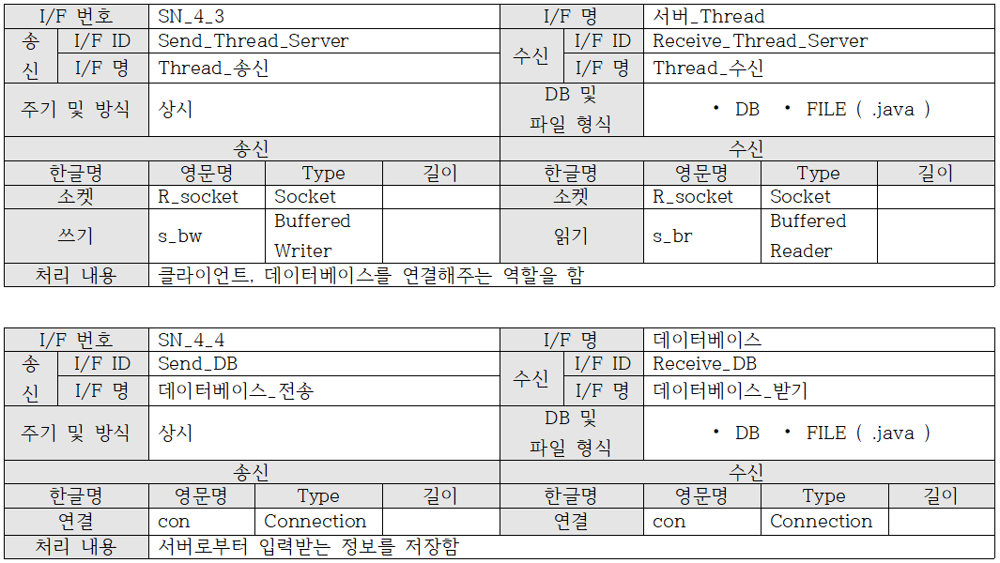 I/F 번호 SN_4_3 I/F 명 서버_Thread
송신 I/F ID Send_Thread_Server 수신 I/F ID Receive_Thread_Server
I/F 명 Thread_송신 I/F 명 Thread_수신
주기 및 방식 상시 DB 및 파일 형식 • DB • FILE ( .java )
송신 수신
한글명 영문명 Type 길이 한글명 영문명 Type 길이
소켓 R_socket Socket 소켓 R_socket Socket
쓰기 s_bw Buffered Writer 읽기 s_br Buffered Reader
처리 내용 클라이언트, 데이터베이스를 연결해주는 역할을 함
I/F 번호 SN_4_4 I/F 명 데이터베이스
송신 I/F ID Send_DB 수신 I/F ID Receive_DB
I/F 명 데이터베이스_전송 I/F 명 데이터베이스_받기
주기 및 방식 상시 DB 및 파일 형식 • DB • FILE ( .java )
송신 수신
한글명 영문명 Type 길이 한글명 영문명 Type 길이
연결 con Connection 연결 con Connection
처리 내용 서버로부터 입력받는 정보를 저장함